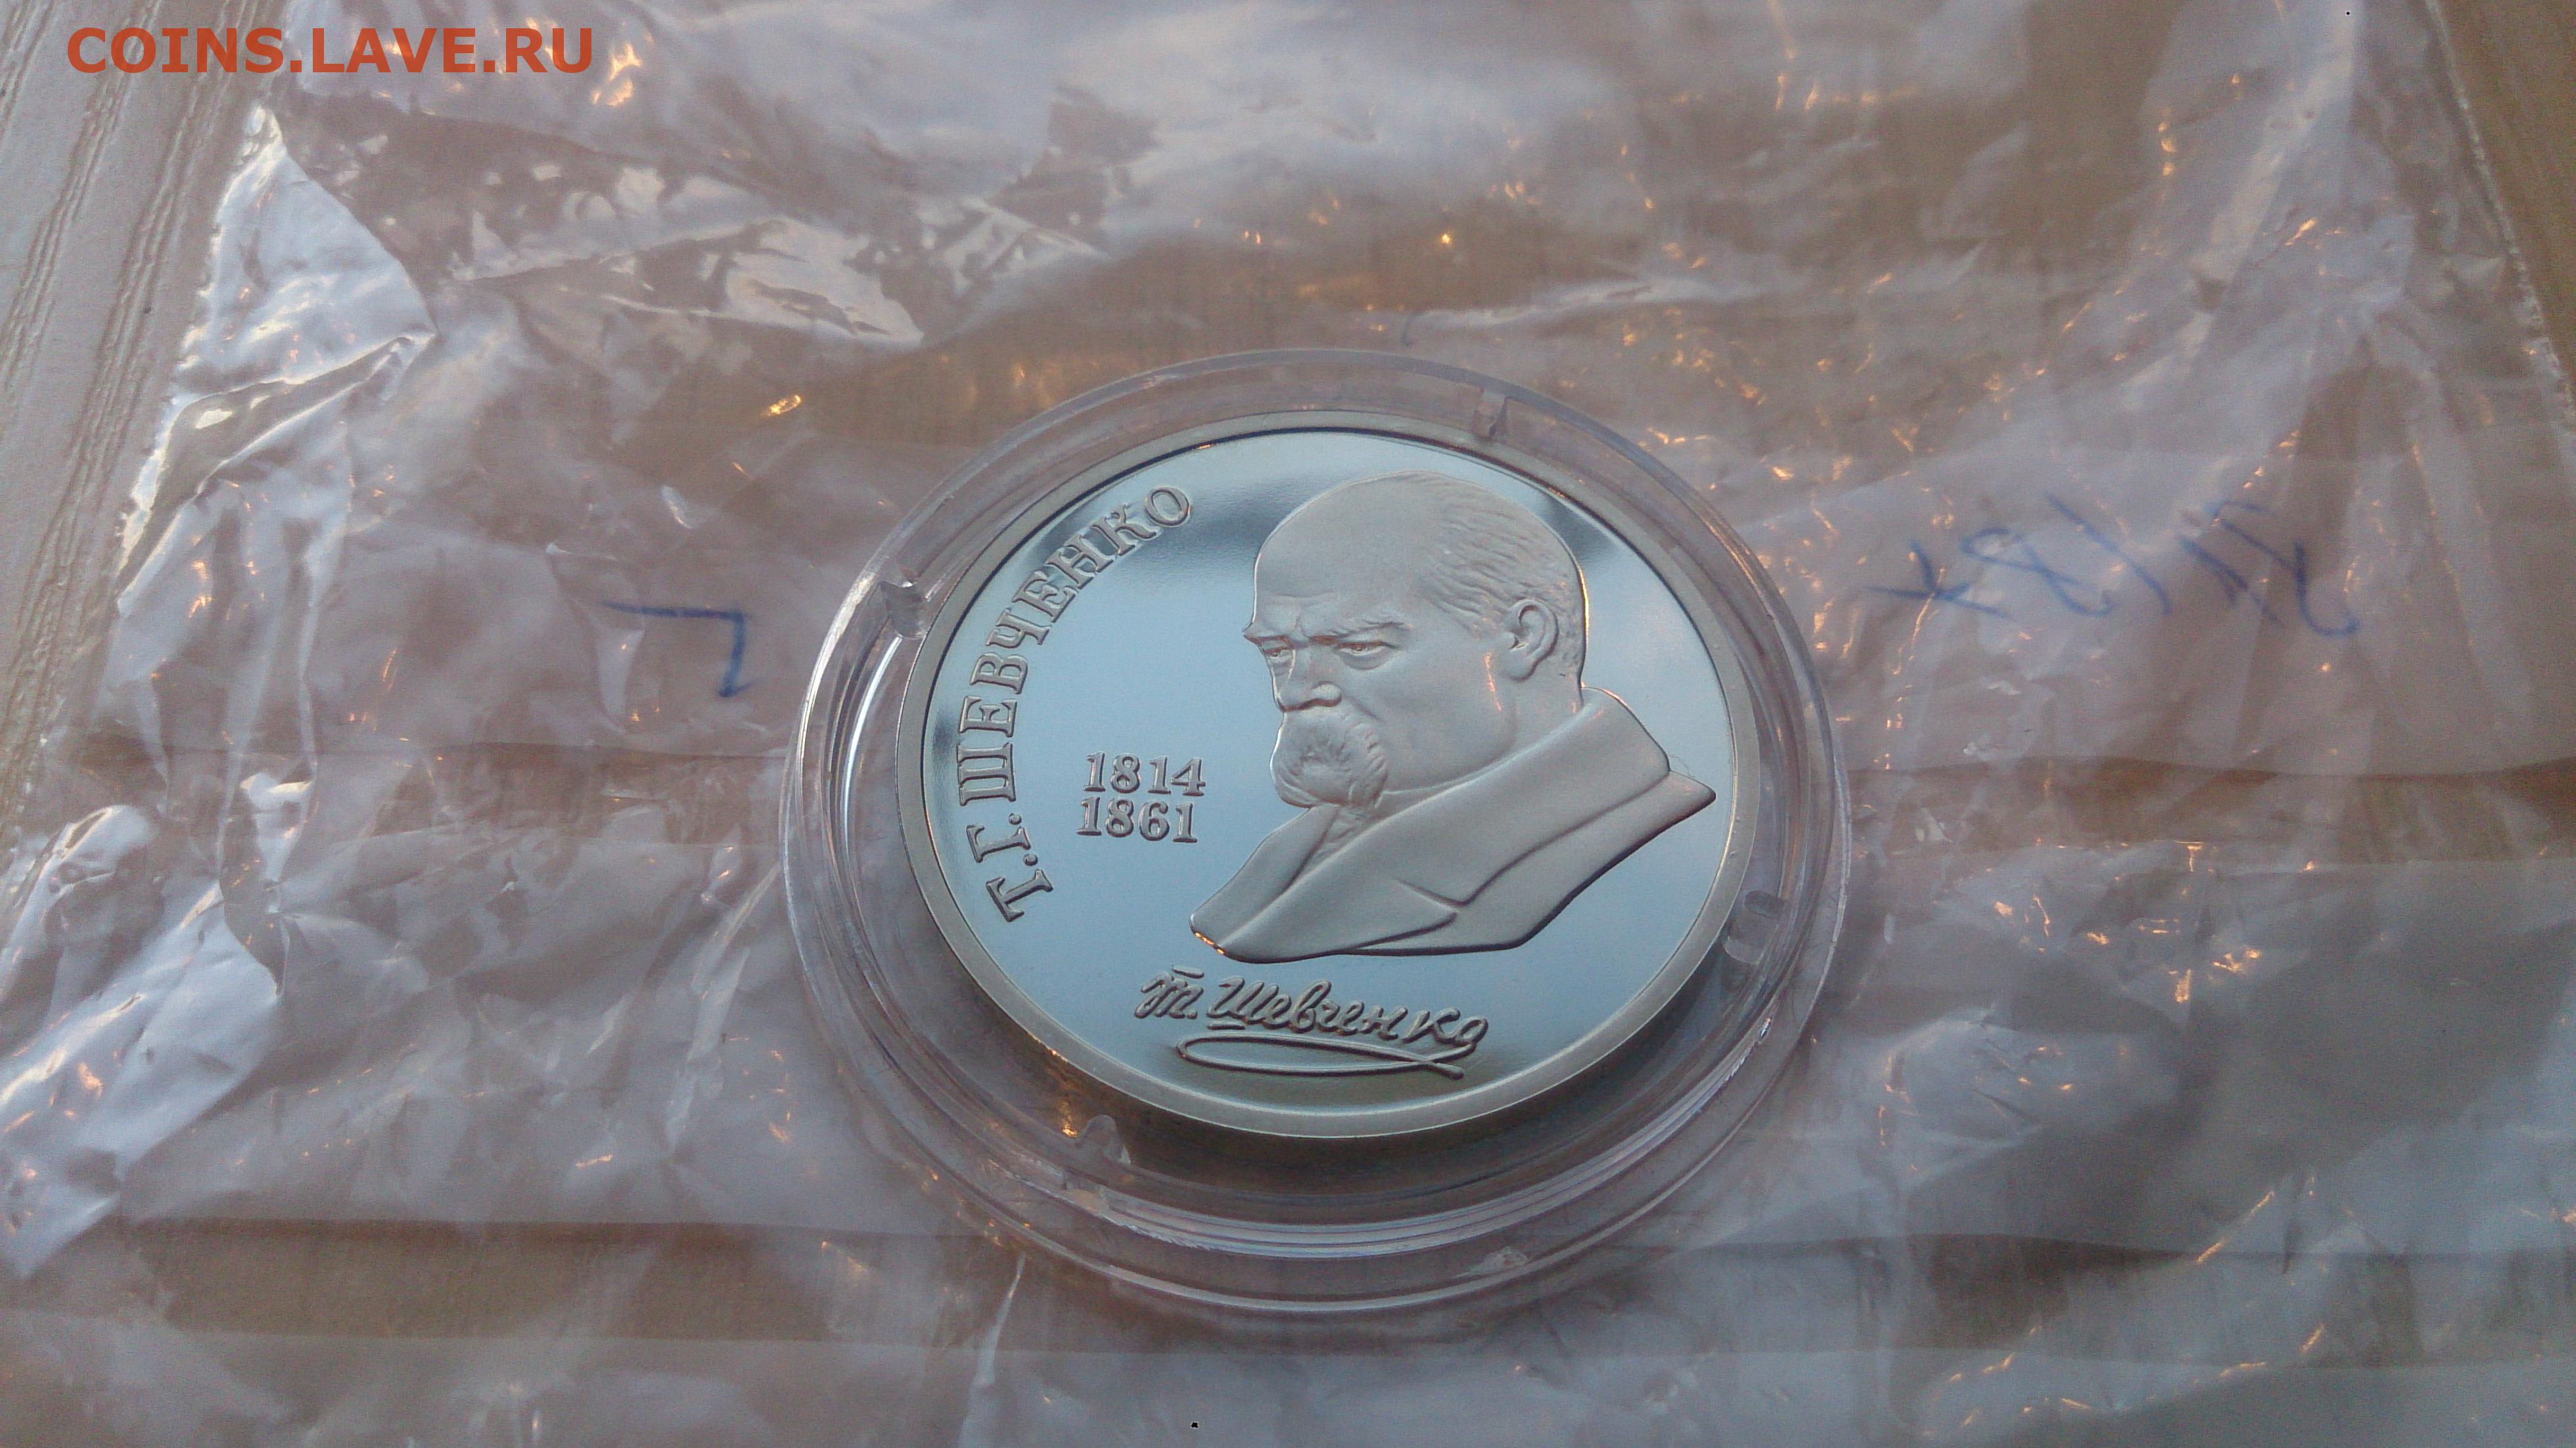 COINS.LAVE.RU
Т.Г. ШЕВЧЕНКО
1814
1861
Т. Шевченко